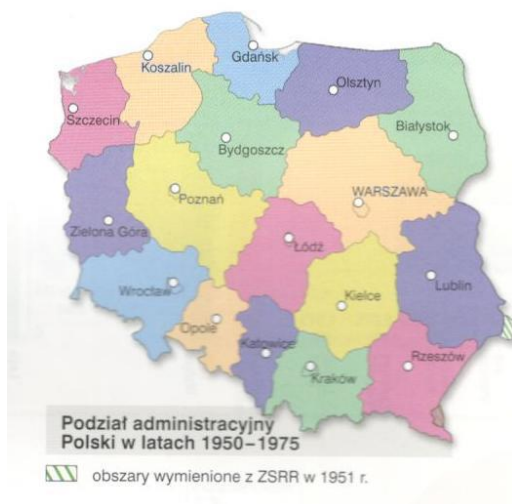 Gdańsk
Koszalin
Olsztyn
Szczecin
Białystok
Bydgoszcz
WARSZAWA
Poznań
Zielona Góra
Łódź
Lublin
Wrocław
Kielce
Opole
Katowice
Rzeszów
Kraków
Podział administracyjny
Polski w latach 1950–1975
obszary wymienione z ZSRR w 1951 r.